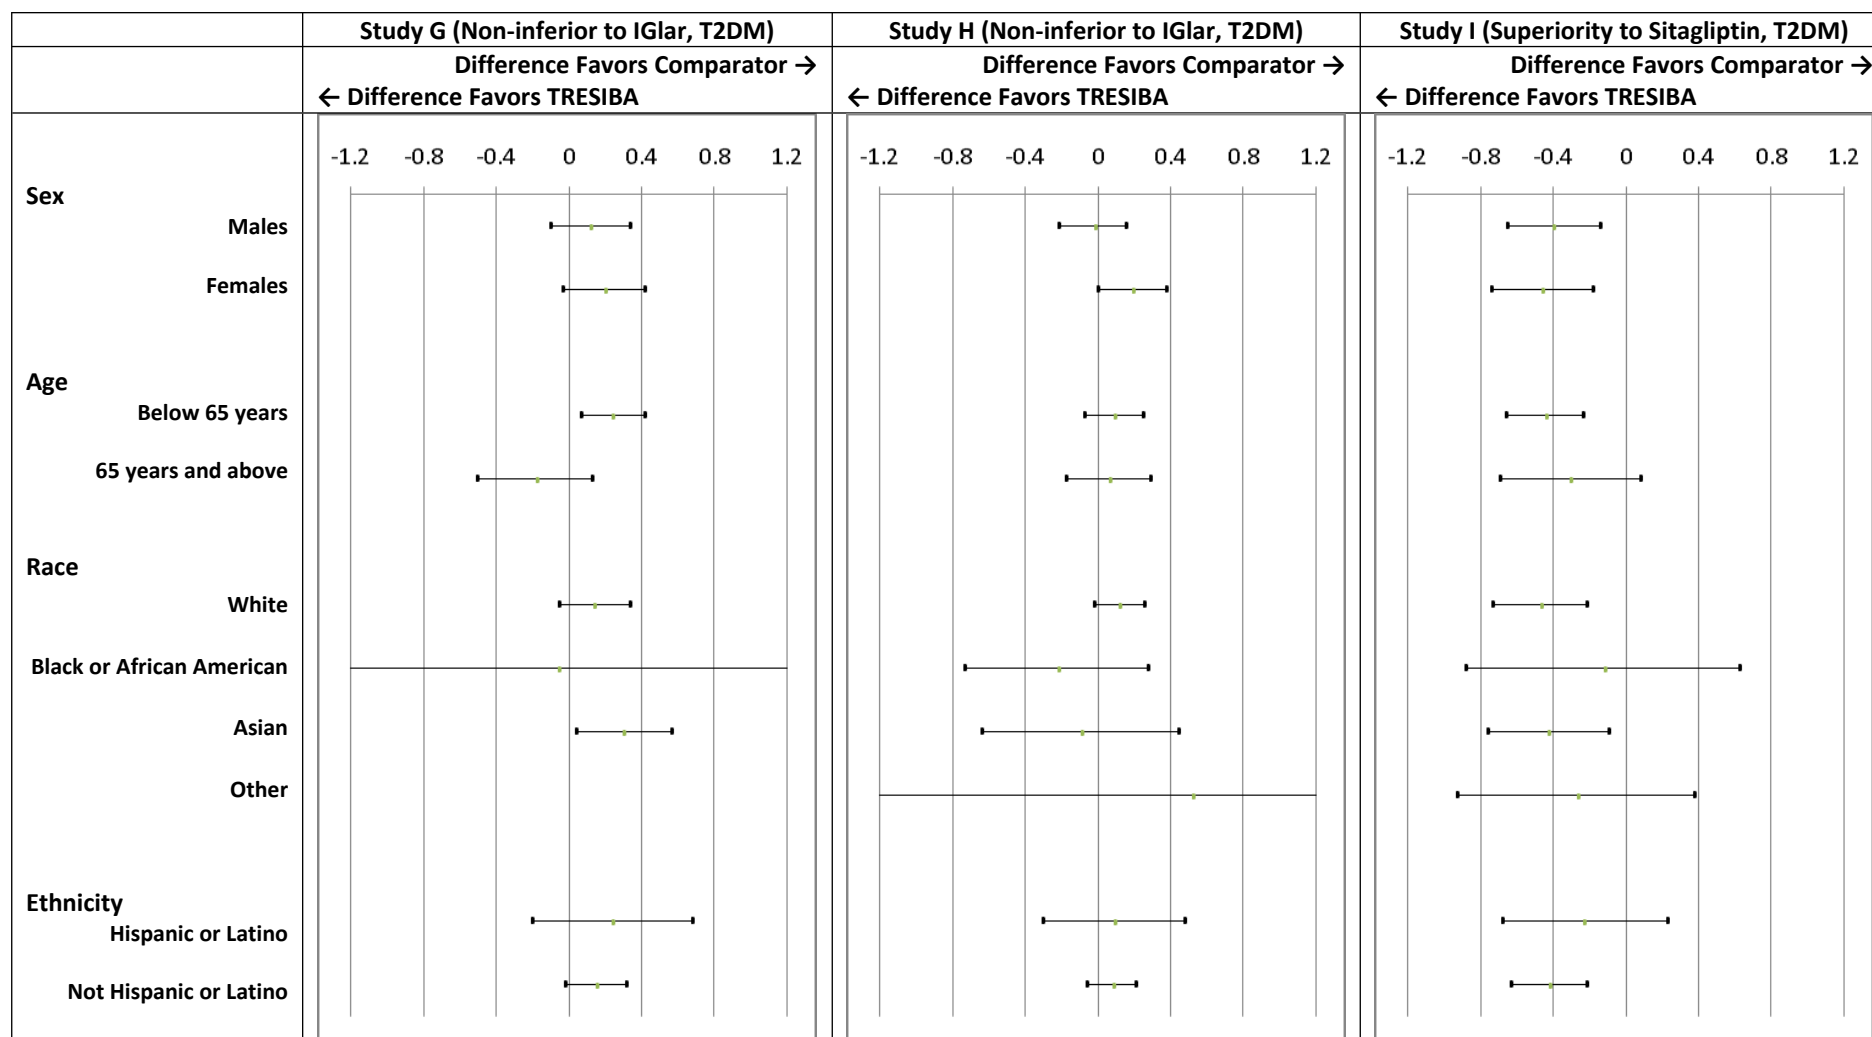 Study G (Non-inferior to IGlar, T2DM) Study H (Non-inferior to IGlar, T2DM) Study I (Superiority to Sitagliptin, T2DM)
Difference Favors Comparator → Difference Favors Comparator → Difference Favors Comparator →
← Difference Favors TRESIBA ← Difference Favors TRESIBA ← Difference Favors TRESIBA
-1.2 -0.8 -0.4 0 0.4 0.8 1.2 -1.2 -0.8 -0.4 0 0.4 0.8 1.2 -1.2 -0.8 -0.4 0 0.4 0.8 1.2
Sex
Males
Females
Age
Below 65 years
65 years and above
Race
White
Black or African American
Asian
Other
Ethnicity
Hispanic or Latino
Not Hispanic or Latino